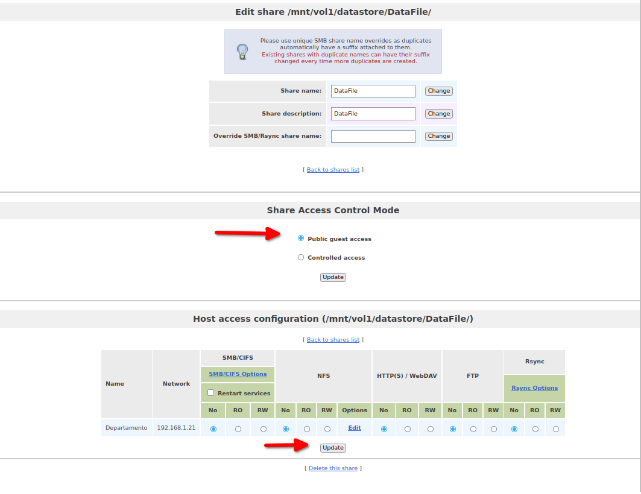 Edit share /mnt/vol1/datastore/DataFile/
Please use unique SMB share name overrides as duplicates
automatically have a suffix attached to them.
Existing shares with duplicate names can have their suffix
changed every time more duplicates are created.
Share name: DataFile Change
Share description: DataFile Change
Override SMB/Rsync share name: Change
[ Back to shares list ]
Share Access Control Mode
Public guest access
Controlled access
Update
Host access configuration (/mnt/vol1/datastore/DataFile/)
[ Back to shares list ]
Name Network SMB/CIFS NFS HTTP(S) / WebDAV FTP Rsync
SMB/CIFS Options Rsync Options
Restart services
No RO RW No RO RW Options No RO RW No RO RW No RO RW
Departamento 192.168.1.21 Edit
Update
[ Delete this share ]